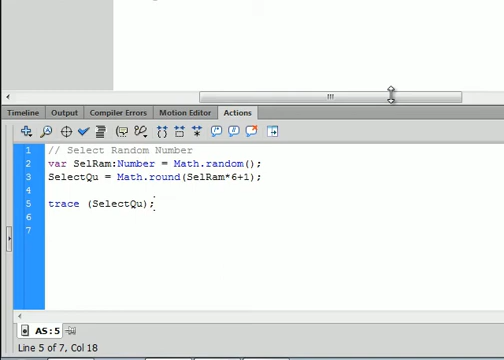 Timeline Output Compiler Errors Motion Editor Actions
1 // Select Random Number
2 var SelRam:Number = Math.random();
3 SelectQu = Math.round(SelRam*6+1);
4
5 trace (SelectQu);
6
7
AS: 5
Line 5 of 7, Col 18